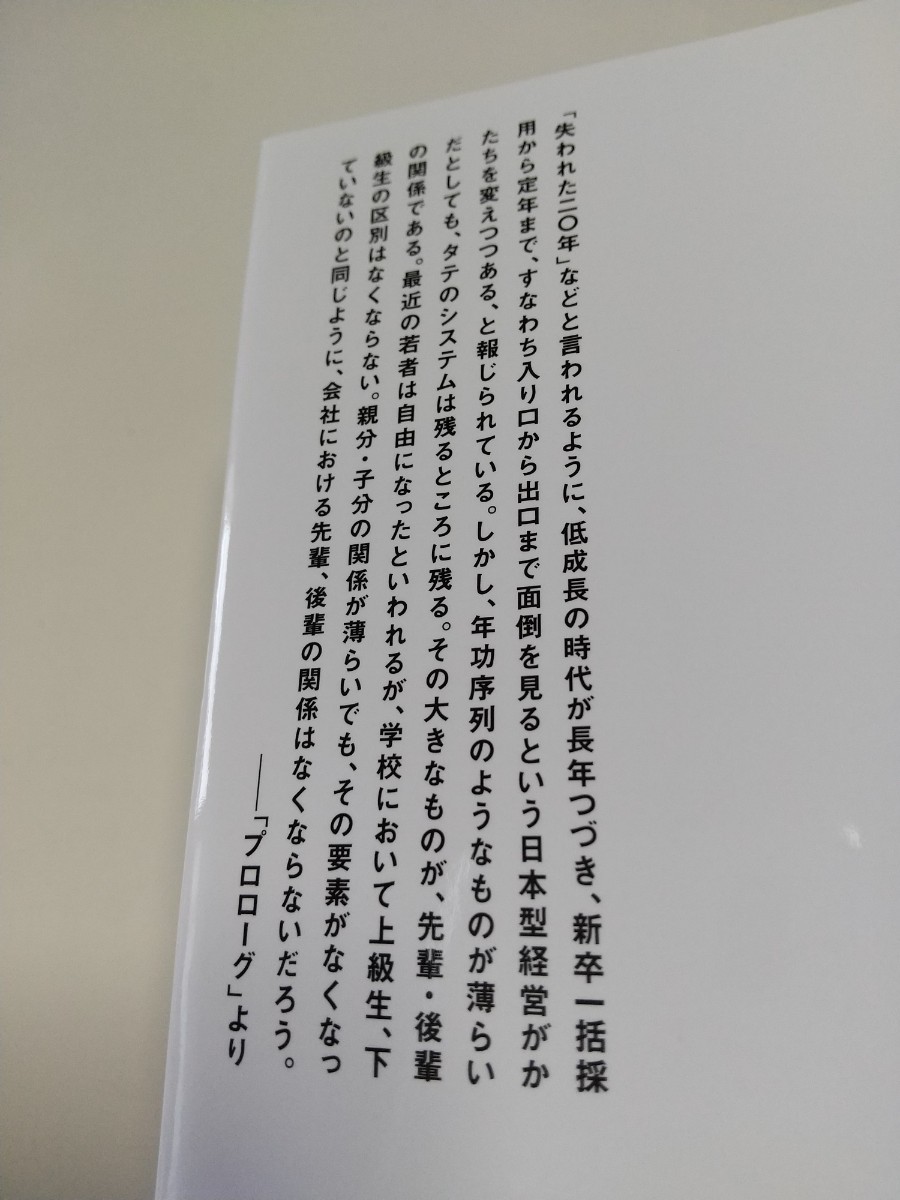 「失われた二〇年」などと言われるように、低成長の時代が長年つづき、新卒一括採
用から定年まで、すなわち入り口から出口まで面倒を見るという日本型経営がか
たちを変えつつある、と報じられている。しかし、年功序列のようなものが薄らい
だとしても、タテのシステムは残るところに残る。その大きなものが、先輩・後輩
の関係である。最近の若者は自由になったといわれるが、学校において上級生、下
級生の区別はなくならない。親分・子分の関係が薄らいでも、その要素がなくなっ
ていないのと同じように、会社における先輩、後輩の関係はなくならないだろう。
——「プロローグ」より